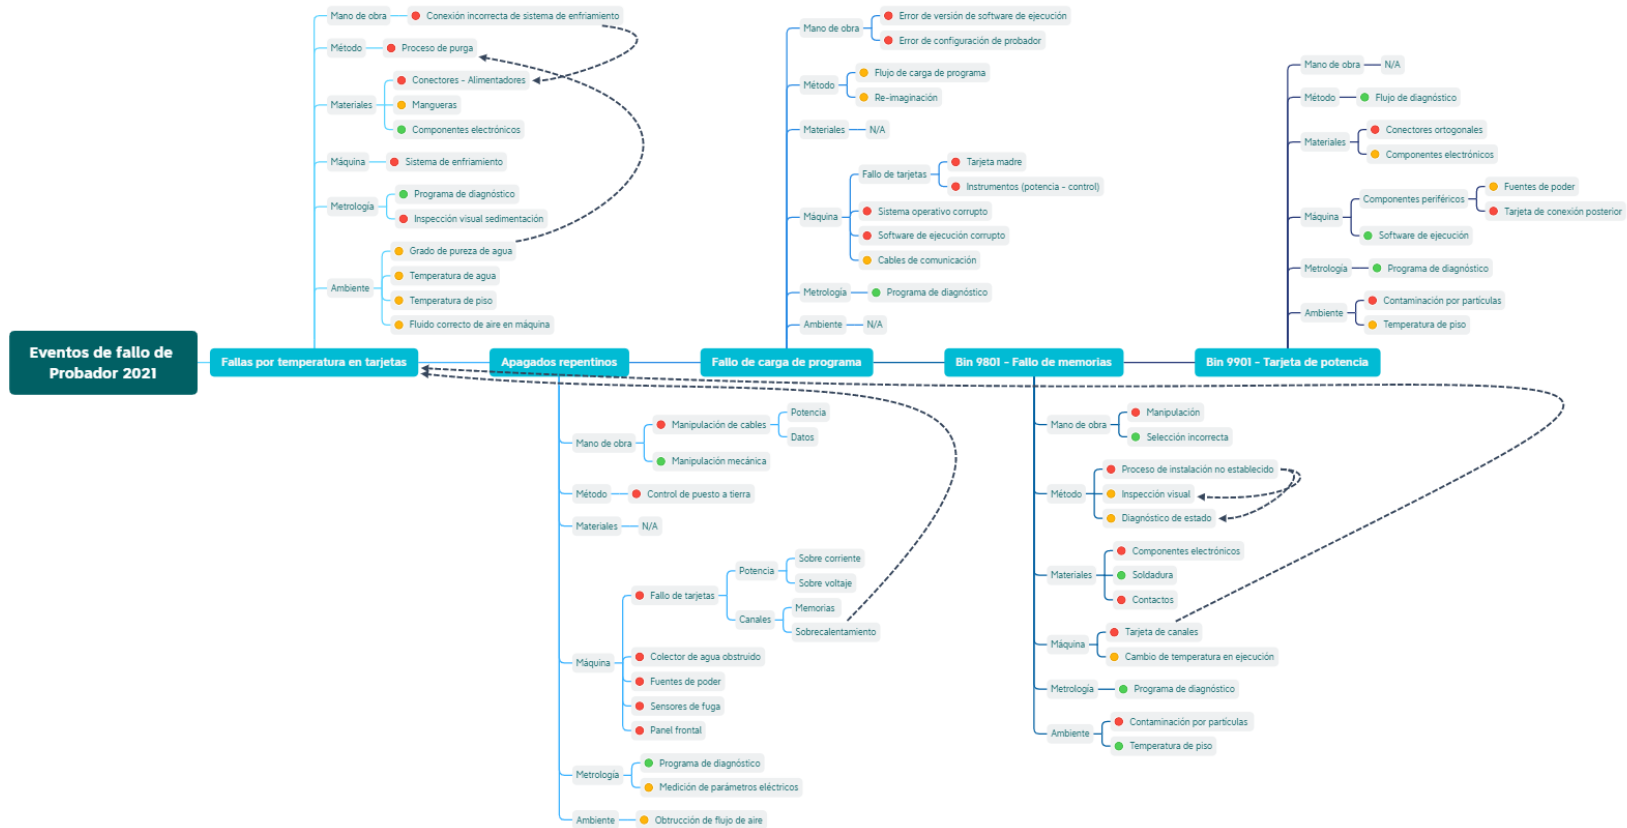 Eventos de fallo de
Probador 2021
Fallas por temperatura en tarjetas
Mano de obra
Conexión incorrecta de sistema de enfriamiento
Método
Proceso de purga
Materiales
Conectores - Alimentadores
Mangueras
Componentes electrónicos
Máquina
Sistema de enfriamiento
Metrología
Programa de diagnóstico
Inspección visual sedimentación
Ambiente
Grado de pureza de agua
Temperatura de agua
Temperatura de piso
Fluido correcto de aire en máquina
Apagados repentinos
Mano de obra
Manipulación de cables
Potencia
Datos
Manipulación mecánica
Método
Control de puesto a tierra
Materiales
N/A
Máquina
Fallo de tarjetas
Potencia
Sobre corriente
Sobre voltaje
Canales
Memorias
Sobrecalentamiento
Colector de agua obstruido
Fuentes de poder
Sensores de fuga
Panel frontal
Metrología
Programa de diagnóstico
Medición de parámetros eléctricos
Ambiente
Obtrucción de flujo de aire
Fallo de carga de programa
Mano de obra
Error de versión de software de ejecución
Error de configuración de probador
Método
Flujo de carga de programa
Re-imaginación
Materiales
N/A
Máquina
Fallo de tarjetas
Tarjeta madre
Instrumentos (potencia - control)
Sistema operativo corrupto
Software de ejecución corrupto
Cables de comunicación
Metrología
Programa de diagnóstico
Ambiente
N/A
Bin 9801 - Fallo de memorias
Mano de obra
Manipulación
Selección incorrecta
Método
Proceso de instalación no establecido
Inspección visual
Diagnóstico de estado
Materiales
Componentes electrónicos
Soldadura
Contactos
Máquina
Tarjeta de canales
Cambio de temperatura en ejecución
Metrología
Programa de diagnóstico
Ambiente
Contaminación por partículas
Temperatura de piso
Bin 9901 - Tarjeta de potencia
Mano de obra
N/A
Método
Flujo de diagnóstico
Materiales
Conectores ortogonales
Componentes electrónicos
Máquina
Componentes periféricos
Fuentes de poder
Tarjeta de conexión posterior
Software de ejecución
Metrología
Programa de diagnóstico
Ambiente
Contaminación por partículas
Temperatura de piso